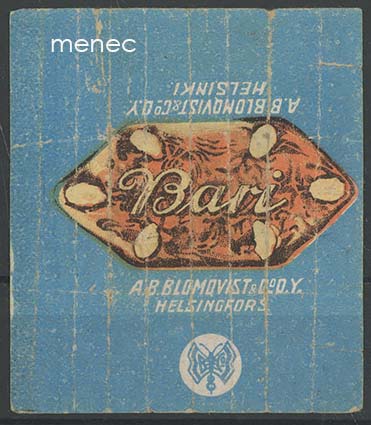 menec
A.B. BLOMQVIST & Co O.Y.
HELSINKI.
Bari
A.B. BLOMQVIST & Co O.Y.
HELSINGFORS